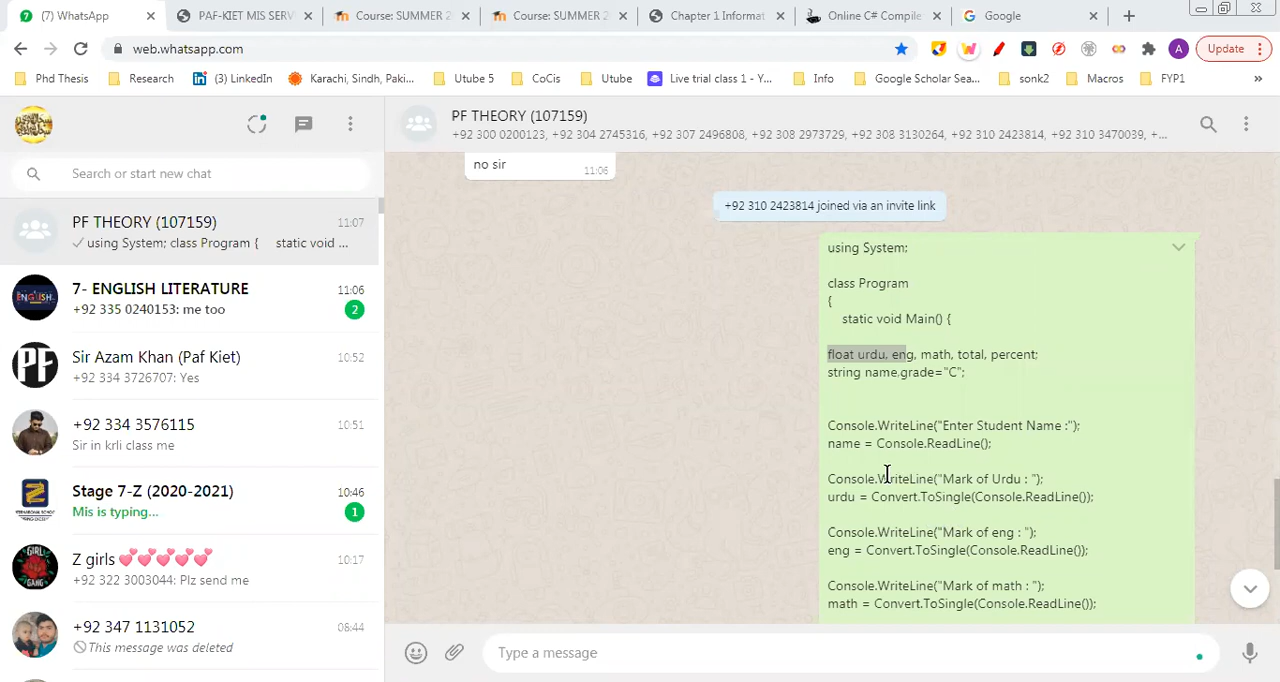 (7) WhatsApp
PAF-KIET MIS SERV
Course: SUMMER 2
Course: SUMMER 2
Chapter 1 Informat
Online C# Compile
Google
web.whatsapp.com
A
Update
Phd Thesis
Research
(3) LinkedIn
Karachi, Sindh, Paki...
Utube 5
CoCis
Utube
Live trial class 1 - Y...
Info
Google Scholar Sea...
sonk2
Macros
FYP1
»
PF THEORY (107159)
+92 300 0200123, +92 304 2745316, +92 307 2496808, +92 308 2973729, +92 308 3130264, +92 310 2423814, +92 310 3470039, +92 ...
Search or start new chat
PF THEORY (107159)
11:07
using System; class Program { static void ...
7- ENGLISH LITERATURE
11:06
+92 335 0240153: me too
2
Sir Azam Khan (Paf Kiet)
10:52
+92 334 3726707: Yes
+92 334 3576115
10:51
Sir in krli class me
Stage 7-Z (2020-2021)
10:46
Mis is typing...
1
Z girls 💕💕💕💕
10:17
+92 322 3003044: Plz send me
+92 347 1131052
08:44
This message was deleted
no sir
11:06
+92 310 2423814 joined via an invite link
using System;
class Program
{
static void Main() {
float urdu, eng, math, total, percent;
string name,grade="C";
Console.WriteLine("Enter Student Name :");
name = Console.ReadLine();
Console.WriteLine("Mark of Urdu : ");
urdu = Convert.ToSingle(Console.ReadLine());
Console.WriteLine("Mark of eng : ");
eng = Convert.ToSingle(Console.ReadLine());
Console.WriteLine("Mark of math : ");
math = Convert.ToSingle(Console.ReadLine());
Type a message